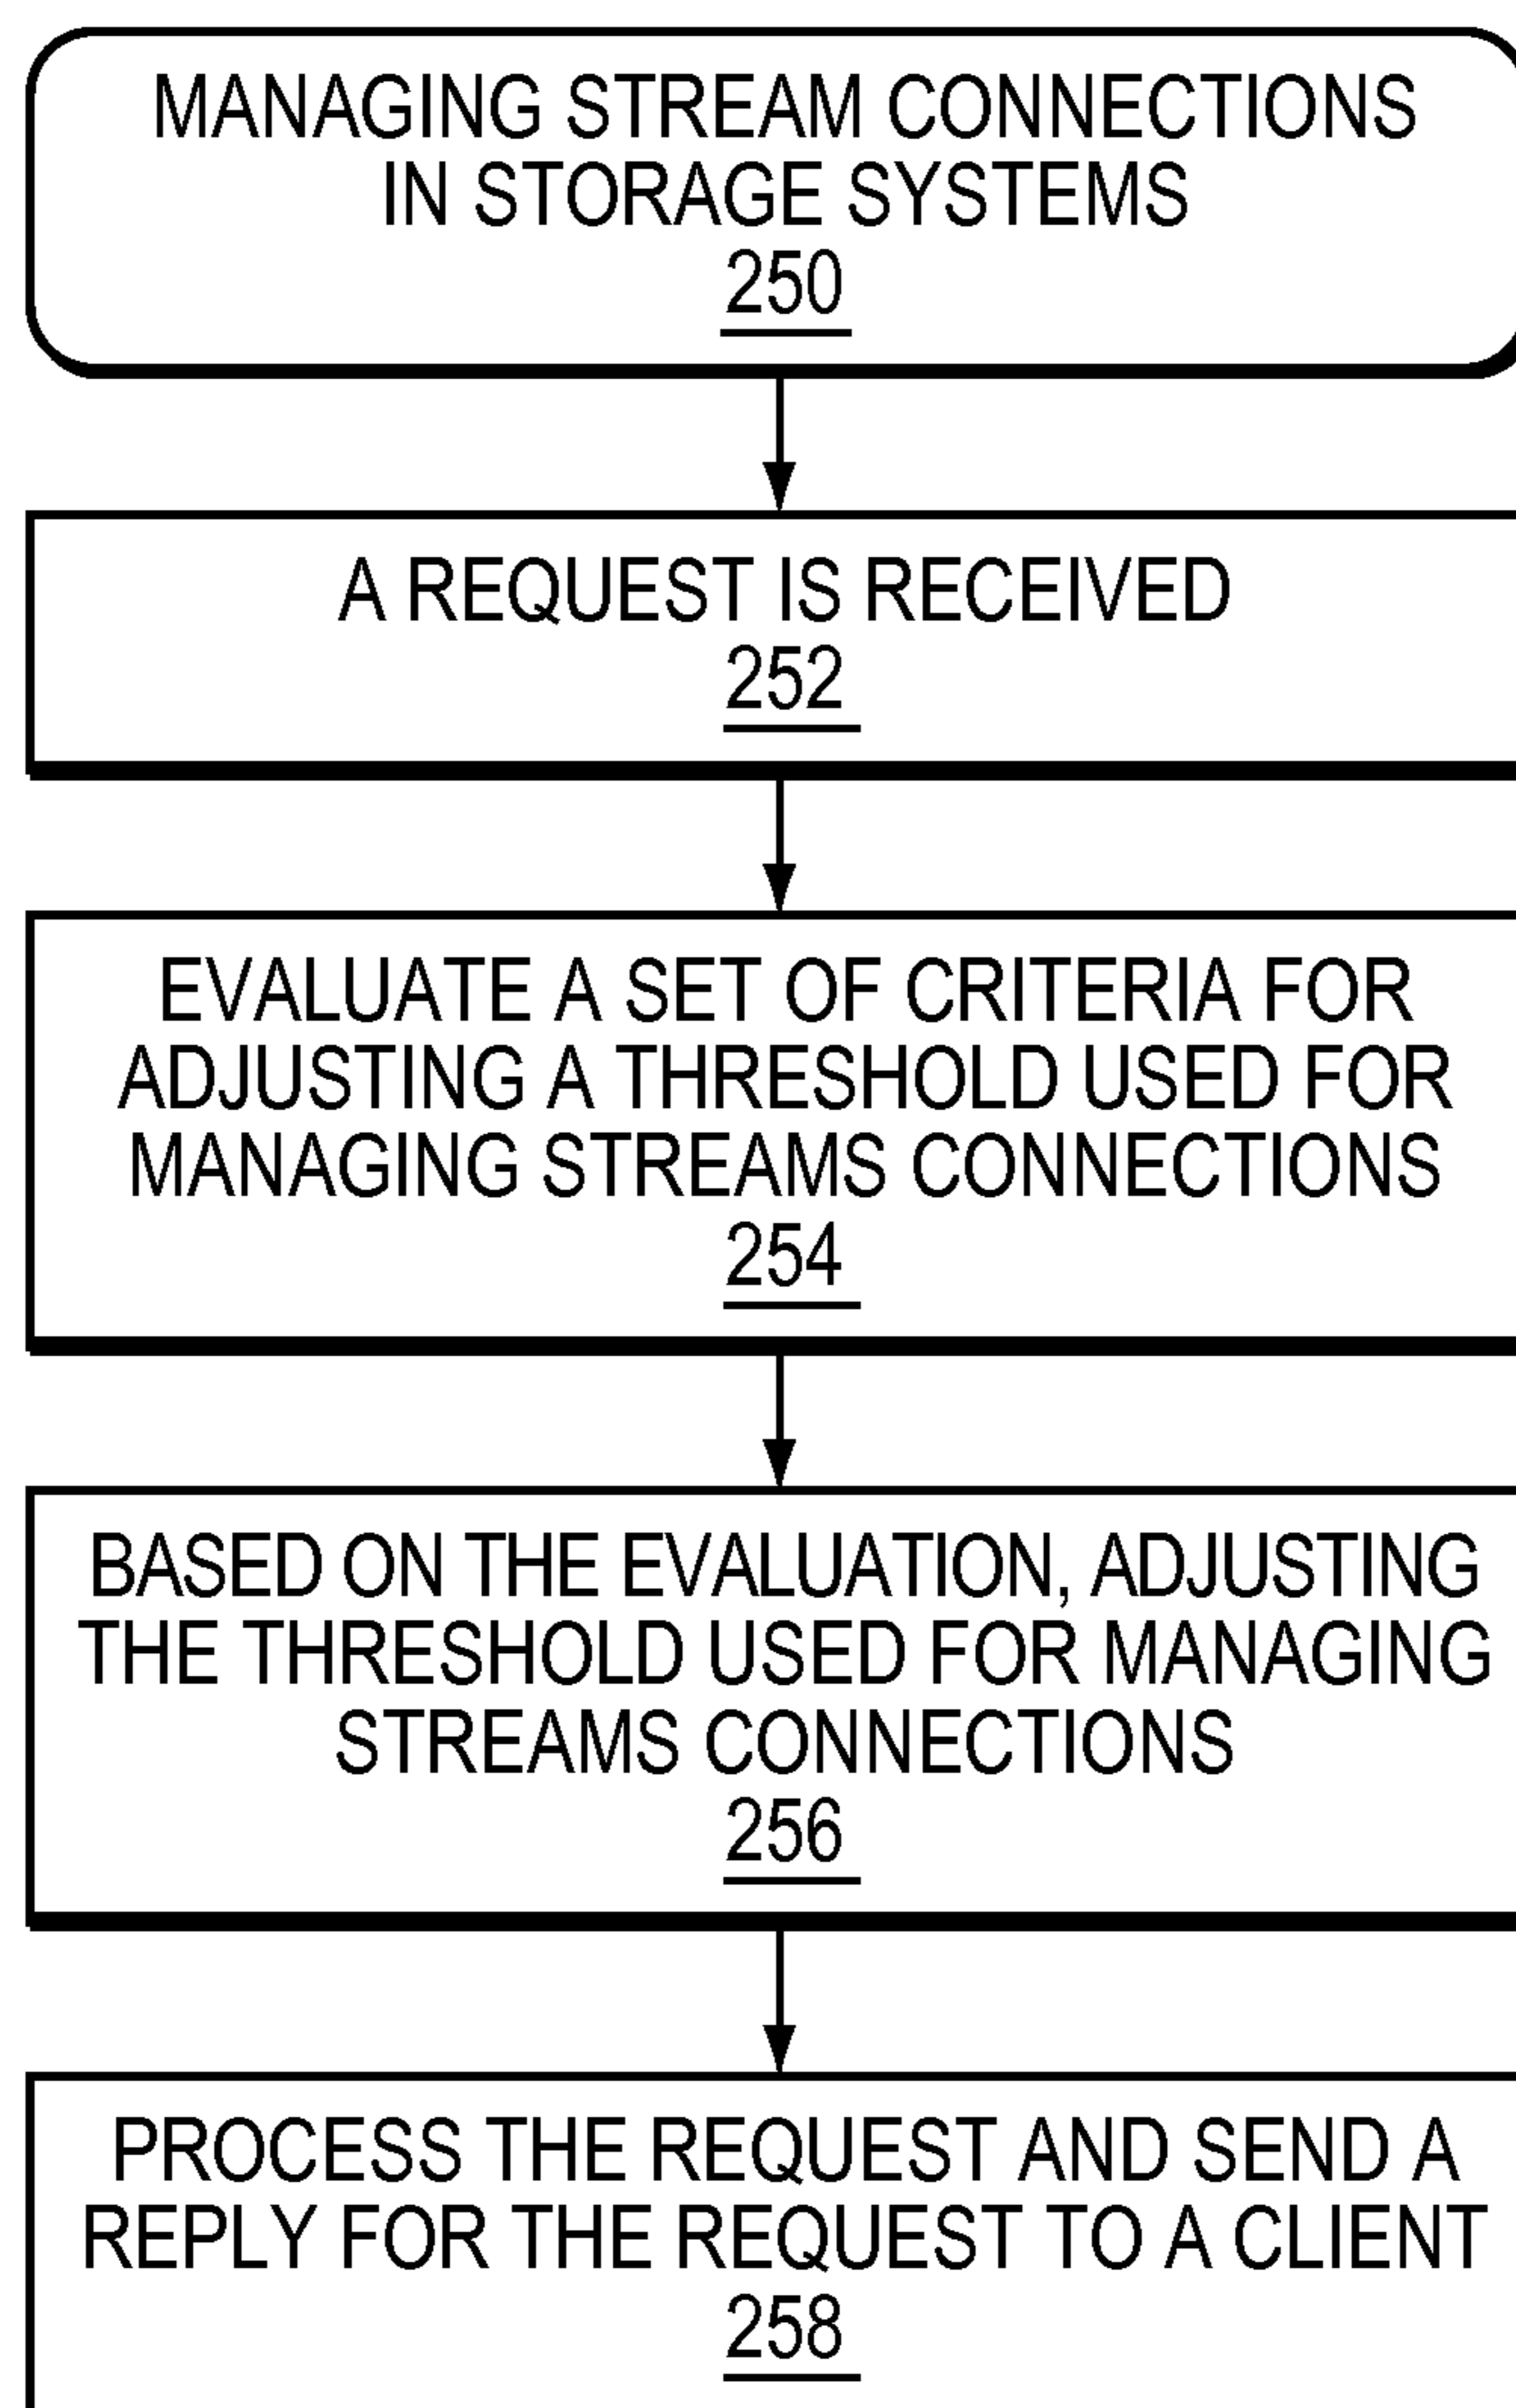 MANAGING STREAM CONNECTIONS
IN STORAGE SYSTEMS
250
A REQUEST IS RECEIVED
252
EVALUATE A SET OF CRITERIA FOR
ADJUSTING A THRESHOLD USED FOR
MANAGING STREAMS CONNECTIONS
254
BASED ON THE EVALUATION, ADJUSTING
THE THRESHOLD USED FOR MANAGING
STREAMS CONNECTIONS
256
PROCESS THE REQUEST AND SEND A
REPLY FOR THE REQUEST TO A CLIENT
258